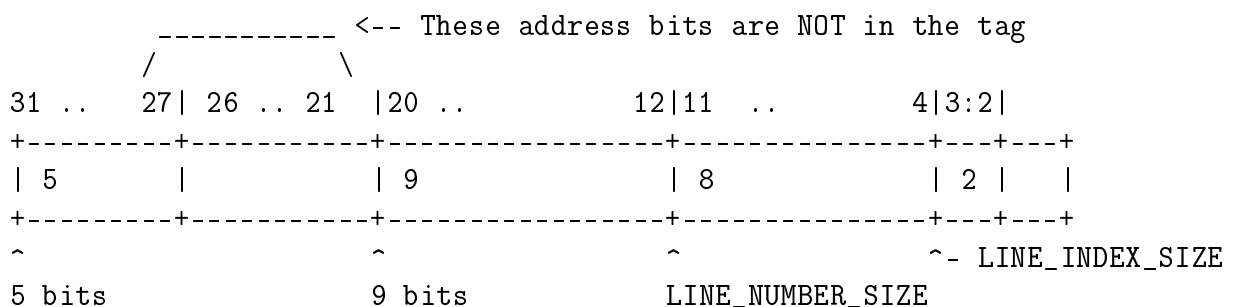 ___________ <-- These address bits are NOT in the tag
          /           \
31 ..   27| 26 .. 21  |20 ..           12|11  ..         4|3:2|
+---------+-----------+-----------------+---------------+---+---+
| 5       |           | 9               | 8             | 2 |   |
+---------+-----------+-----------------+---------------+---+---+
^                     ^                 ^               ^- LINE_INDEX_SIZE
5 bits                9 bits            LINE_NUMBER_SIZE